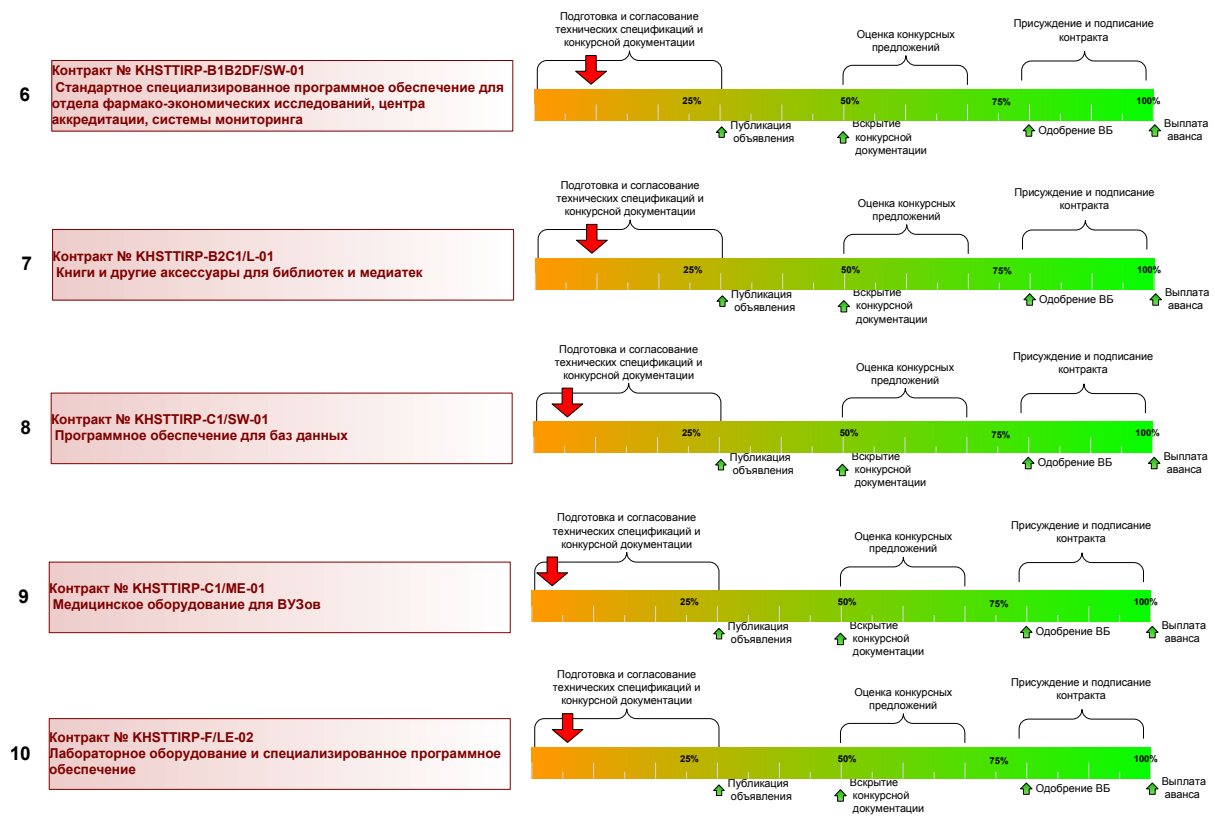 Подготовка и согласование
технических спецификаций и
конкурсной документации
Оценка конкурсных
предложений
Присуждение и подписание
контракта
6
Контракт № KHSTTIRP-B1B2DF/SW-01
Стандартное специализированное программное обеспечение для
отдела фармако-экономических исследований, центра
аккредитации, системы мониторинга
25%
50%
75%
100%
Публикация
объявления
Вскрытие
конкурсной
документации
Одобрение ВБ
Выплата
аванса
Подготовка и согласование
технических спецификаций и
конкурсной документации
Оценка конкурсных
предложений
Присуждение и подписание
контракта
7
Контракт № KHSTTIRP-B2C1/L-01
Книги и другие аксессуары для библиотек и медиатек
25%
50%
75%
100%
Публикация
объявления
Вскрытие
конкурсной
документации
Одобрение ВБ
Выплата
аванса
Подготовка и согласование
технических спецификаций и
конкурсной документации
Оценка конкурсных
предложений
Присуждение и подписание
контракта
8
Контракт № KHSTTIRP-C1/SW-01
Программное обеспечение для баз данных
25%
50%
75%
100%
Публикация
объявления
Вскрытие
конкурсной
документации
Одобрение ВБ
Выплата
аванса
Подготовка и согласование
технических спецификаций и
конкурсной документации
Оценка конкурсных
предложений
Присуждение и подписание
контракта
9
Контракт № KHSTTIRP-C1/ME-01
Медицинское оборудование для ВУЗов
25%
50%
75%
100%
Публикация
объявления
Вскрытие
конкурсной
документации
Одобрение ВБ
Выплата
аванса
Подготовка и согласование
технических спецификаций и
конкурсной документации
Оценка конкурсных
предложений
Присуждение и подписание
контракта
10
Контракт № KHSTTIRP-F/LE-02
Лабораторное оборудование и специализированное программное
обеспечение
25%
50%
75%
100%
Публикация
объявления
Вскрытие
конкурсной
документации
Одобрение ВБ
Выплата
аванса